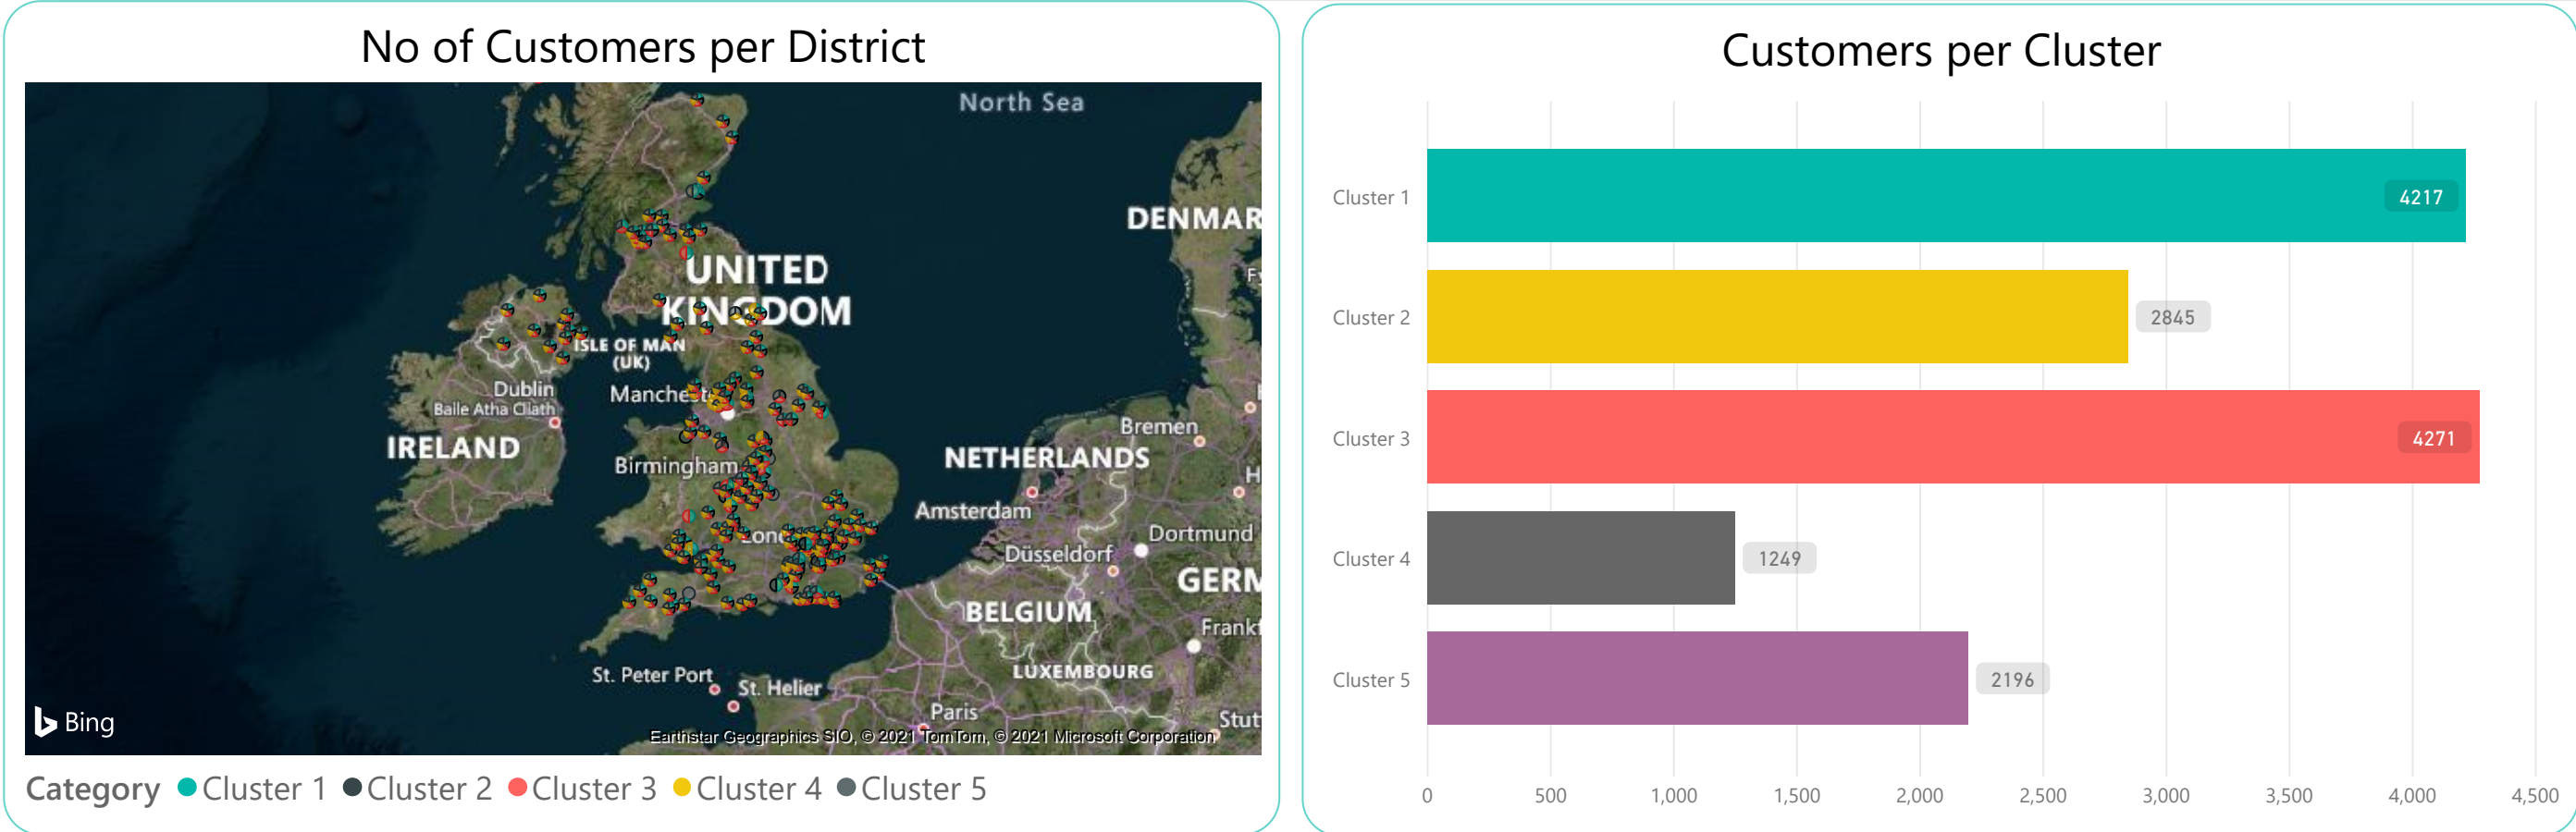 No of Customers per District
North Sea
DENMAR
UNITED
KINGDOM
ISLE OF MAN
(UK)
Dublin
Baile Atha Cliath
IRELAND
Manchest
Birmingham
Lond
NETHERLANDS
Bremen
Amsterdam
Dortmund
Düsseldorf
GERM
BELGIUM
Frankf
LUXEMBOURG
St. Peter Port
St. Helier
Paris
Stut
Bing
Earthstar Geographics SIO, © 2021 TomTom, © 2021 Microsoft Corporation
Category Cluster 1 Cluster 2 Cluster 3 Cluster 4 Cluster 5
Customers per Cluster
Cluster 1 4217
Cluster 2 2845
Cluster 3 4271
Cluster 4 1249
Cluster 5 2196
0 500 1,000 1,500 2,000 2,500 3,000 3,500 4,000 4,500